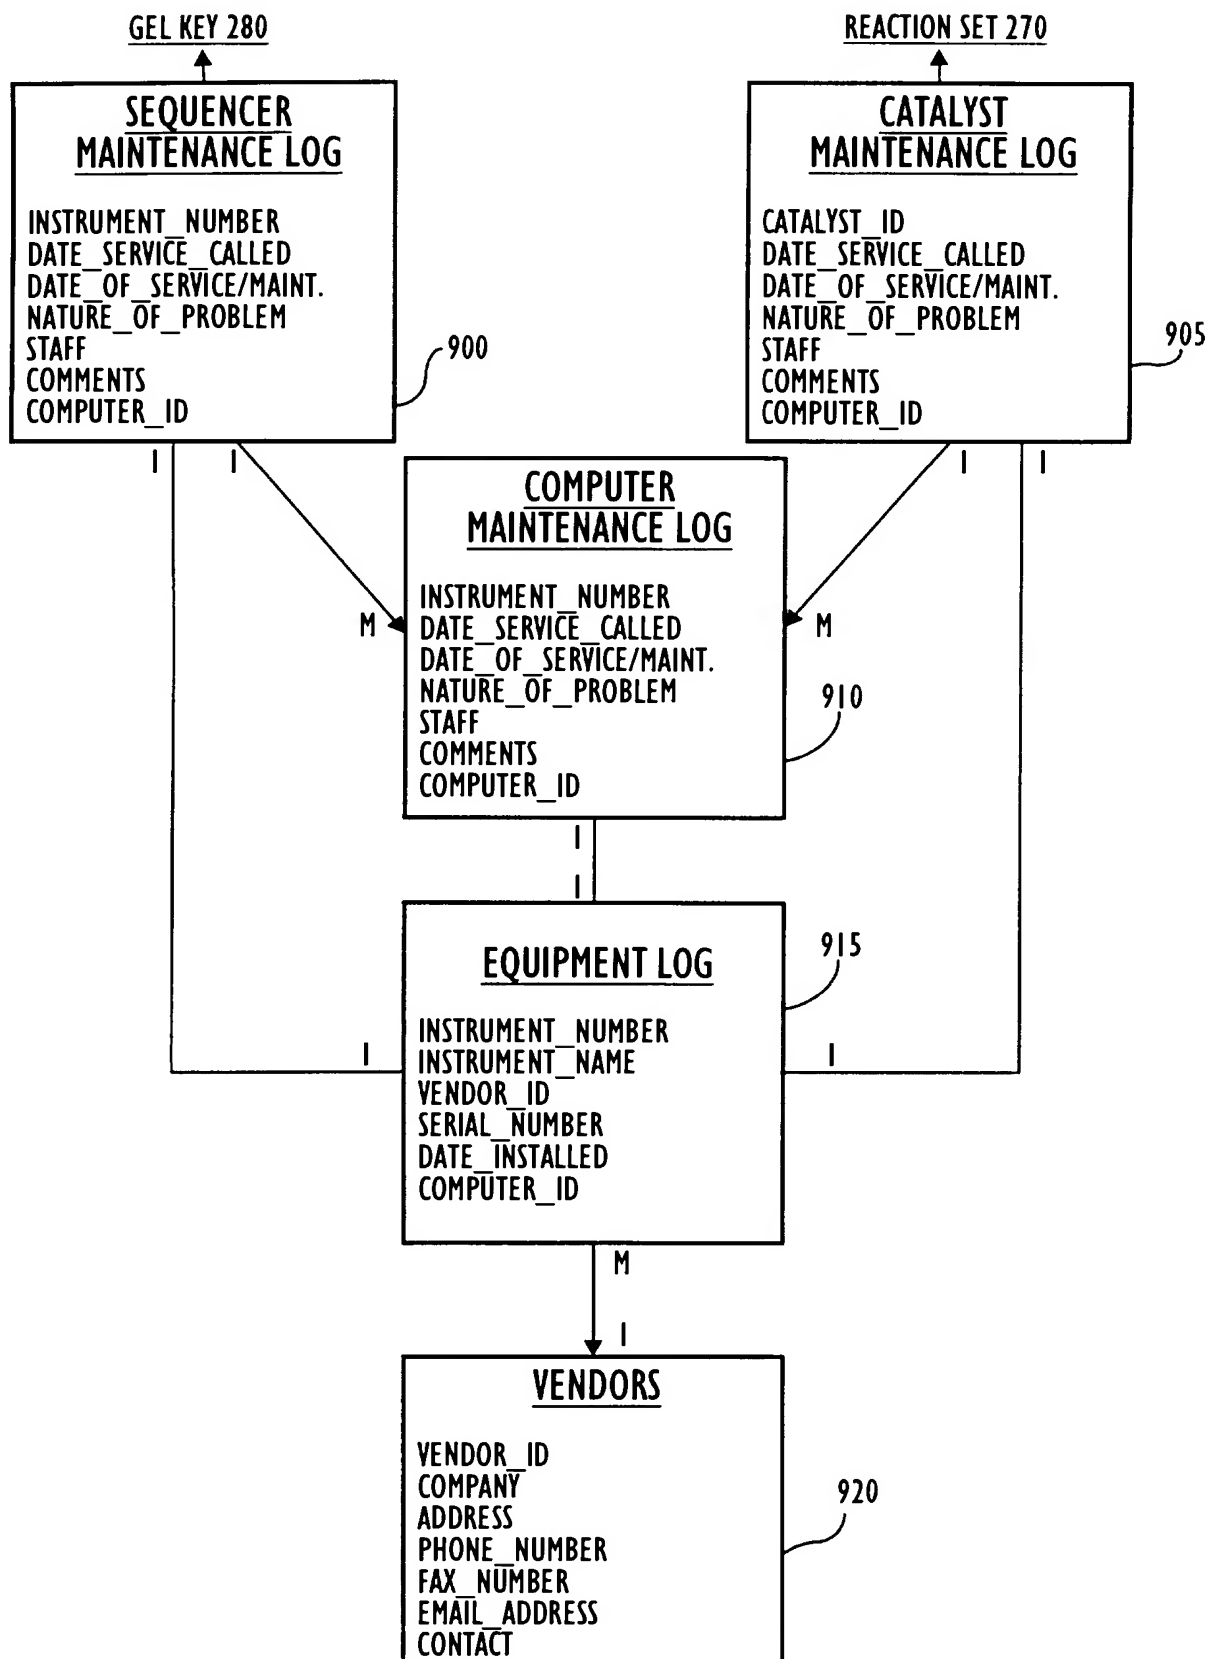 GEL KEY 280
REACTION SET 270
SEQUENCER
MAINTENANCE LOG
INSTRUMENT_NUMBER
DATE_SERVICE_CALLED
DATE_OF_SERVICE/MAINT.
NATURE_OF_PROBLEM
STAFF
COMMENTS
COMPUTER_ID
900
CATALYST
MAINTENANCE LOG
CATALYST_ID
DATE_SERVICE_CALLED
DATE_OF_SERVICE/MAINT.
NATURE_OF_PROBLEM
STAFF
COMMENTS
COMPUTER_ID
905
1
1
1
1
COMPUTER
MAINTENANCE LOG
INSTRUMENT_NUMBER
DATE_SERVICE_CALLED
DATE_OF_SERVICE/MAINT.
NATURE_OF_PROBLEM
STAFF
COMMENTS
COMPUTER_ID
M
M
910
1
1
EQUIPMENT LOG
INSTRUMENT_NUMBER
INSTRUMENT_NAME
VENDOR_ID
SERIAL_NUMBER
DATE_INSTALLED
COMPUTER_ID
915
1
1
M
1
VENDORS
VENDOR_ID
COMPANY
ADDRESS
PHONE_NUMBER
FAX_NUMBER
EMAIL_ADDRESS
CONTACT
920